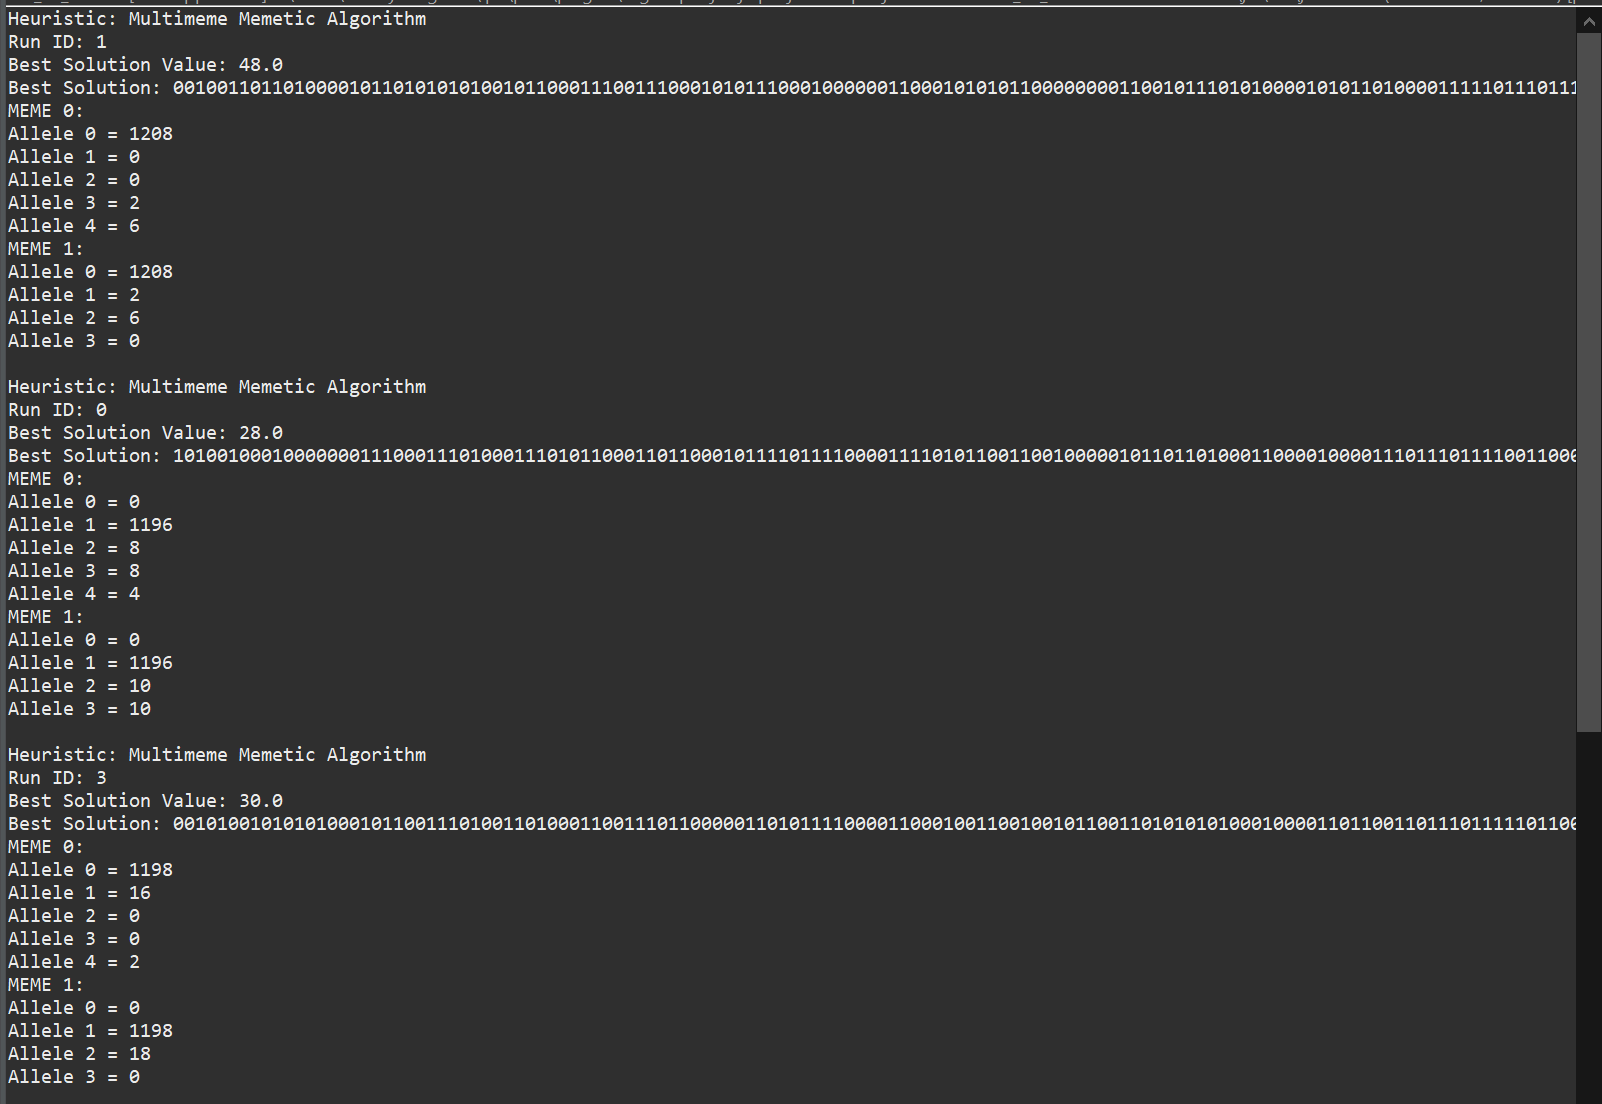 Heuristic: Multimeme Memetic Algorithm
Run ID: 1
Best Solution Value: 48.0
Best Solution:
MEME 0:
Allele 0 = 1208
Allele 1 = 0
Allele 2 = 0
Allele 3 = 2
Allele 4 = 6
MEME 1:
Allele 0 = 1208
Allele 1 = 2
Allele 2 = 6
Allele 3 = 0
Heuristic: Multimeme Memetic Algorithm
Run ID: 0
Best Solution Value: 28.0
Best Solution:
MEME 0:
Allele 0 = 0
Allele 1 = 1196
Allele 2 = 8
Allele 3 = 8
Allele 4 = 4
MEME 1:
Allele 0 = 0
Allele 1 = 1196
Allele 2 = 10
Allele 3 = 10
Heuristic: Multimeme Memetic Algorithm
Run ID: 3
Best Solution Value: 30.0
Best Solution:
MEME 0:
Allele 0 = 1198
Allele 1 = 16
Allele 2 = 0
Allele 3 = 0
Allele 4 = 2
MEME 1:
Allele 0 = 0
Allele 1 = 1198
Allele 2 = 18
Allele 3 = 0